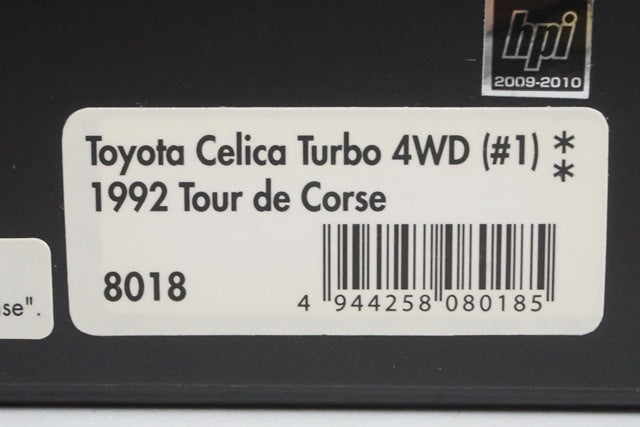 hpi
2009-2010
Toyota Celica Turbo 4WD (#1) **
1992 Tour de Corse
8018
4 944258 080185
se".